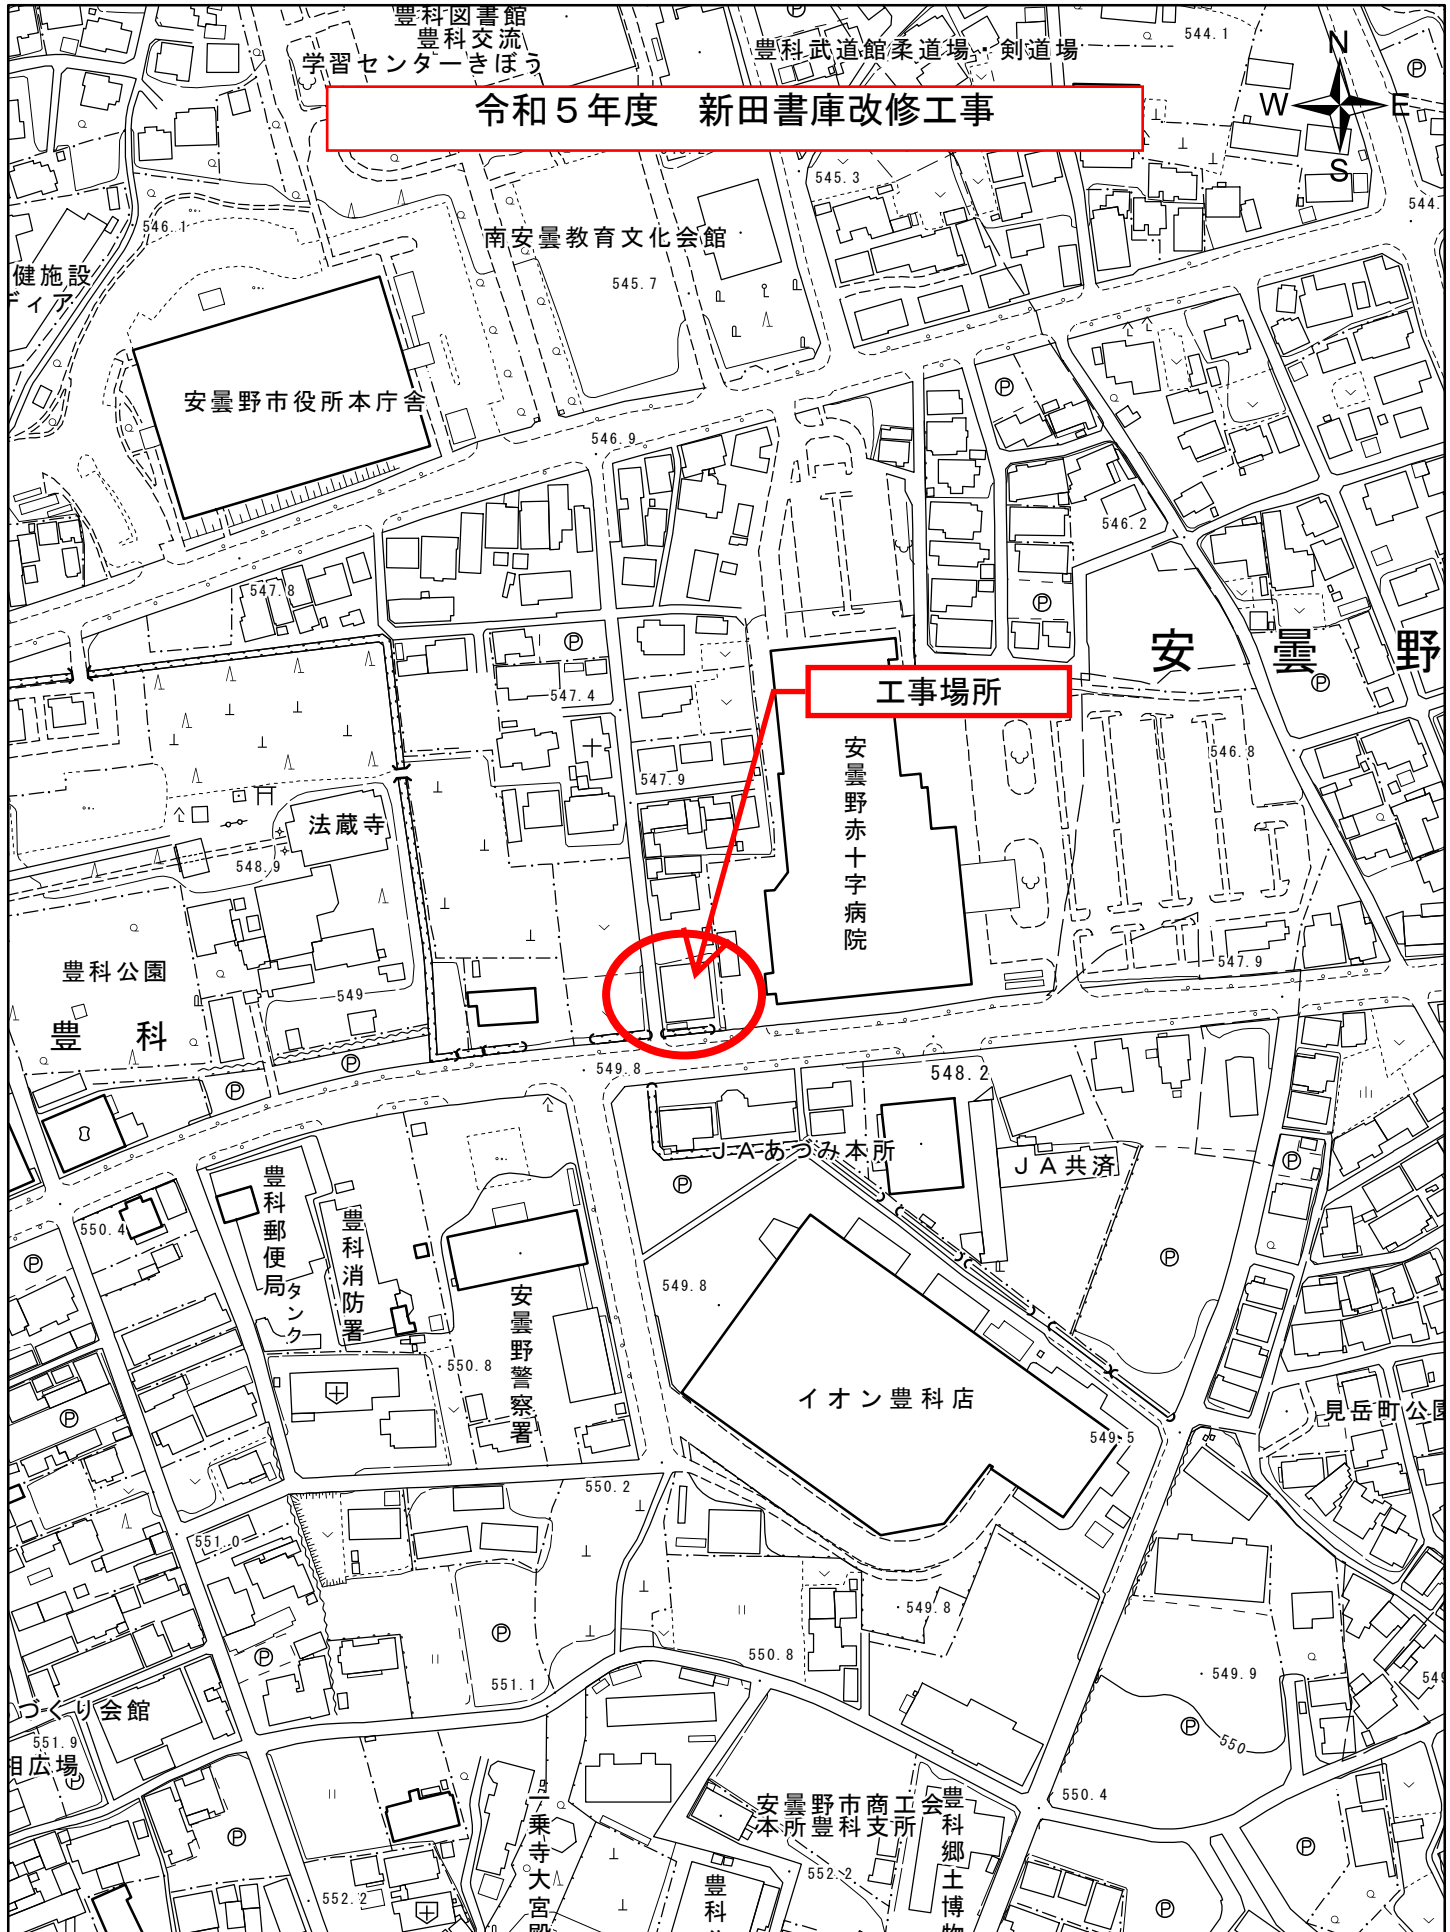 豊科図書館
豊科交流
学習センターきぼう
豊科武道館柔道場・剣道場
544.1
N
W
E
S
令和5年度　新田書庫改修工事
545.3
544.
546.1
南安曇教育文化会館
545.7
健施設
ディア
安曇野市役所本庁舎
546.9
546.2
547.8
安曇野
547.4
工事場所
安曇野赤十字病院
546.8
547.9
法蔵寺
548.9
豊科公園
549
547.9
豊科
549.8
548.2
JAあづみ本所
JA共済
豊科郵便局
タンク
豊科消防署
550.4
549.8
安曇野警察署
550.8
イオン豊科店
見岳町公園
549.5
550.2
551.0
549.8
550.8
551.1
549.9
549
づくり会館
551.9
相広場
550
550.4
安曇野市商工会
本所豊科支所
豊科郷土博物
552.2
552.2
一乗寺大宮殿
豊科